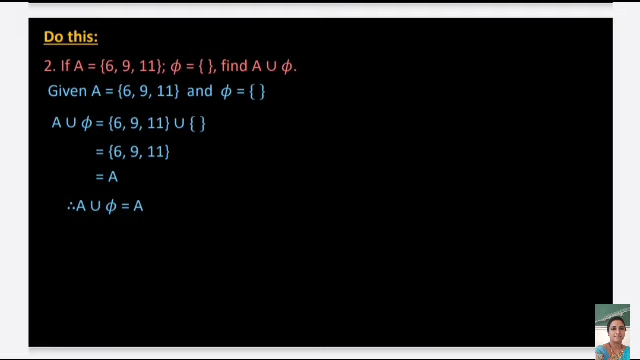 Do this:
2. If A = {6, 9, 11}; ϕ = { }, find A ∪ ϕ.
Given A = {6, 9, 11} and ϕ = { }
A ∪ ϕ = {6, 9, 11} ∪ { }
= {6, 9, 11}
= A
∴A ∪ ϕ = A